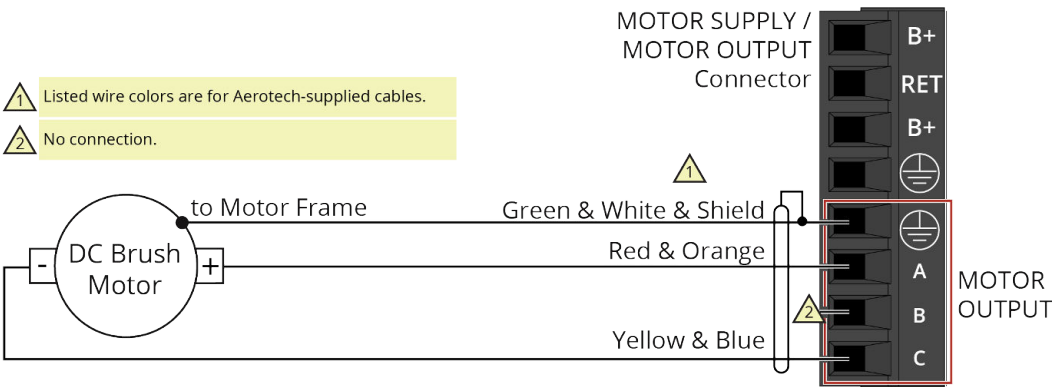 MOTOR SUPPLY /
MOTOR OUTPUT
Connector
B+
RET
B+
1 Listed wire colors are for Aerotech-supplied cables.
2 No connection.
1
to Motor Frame
Green & White & Shield
DC Brush
Motor
-
+
Red & Orange
A
MOTOR
OUTPUT
2
B
Yellow & Blue
C